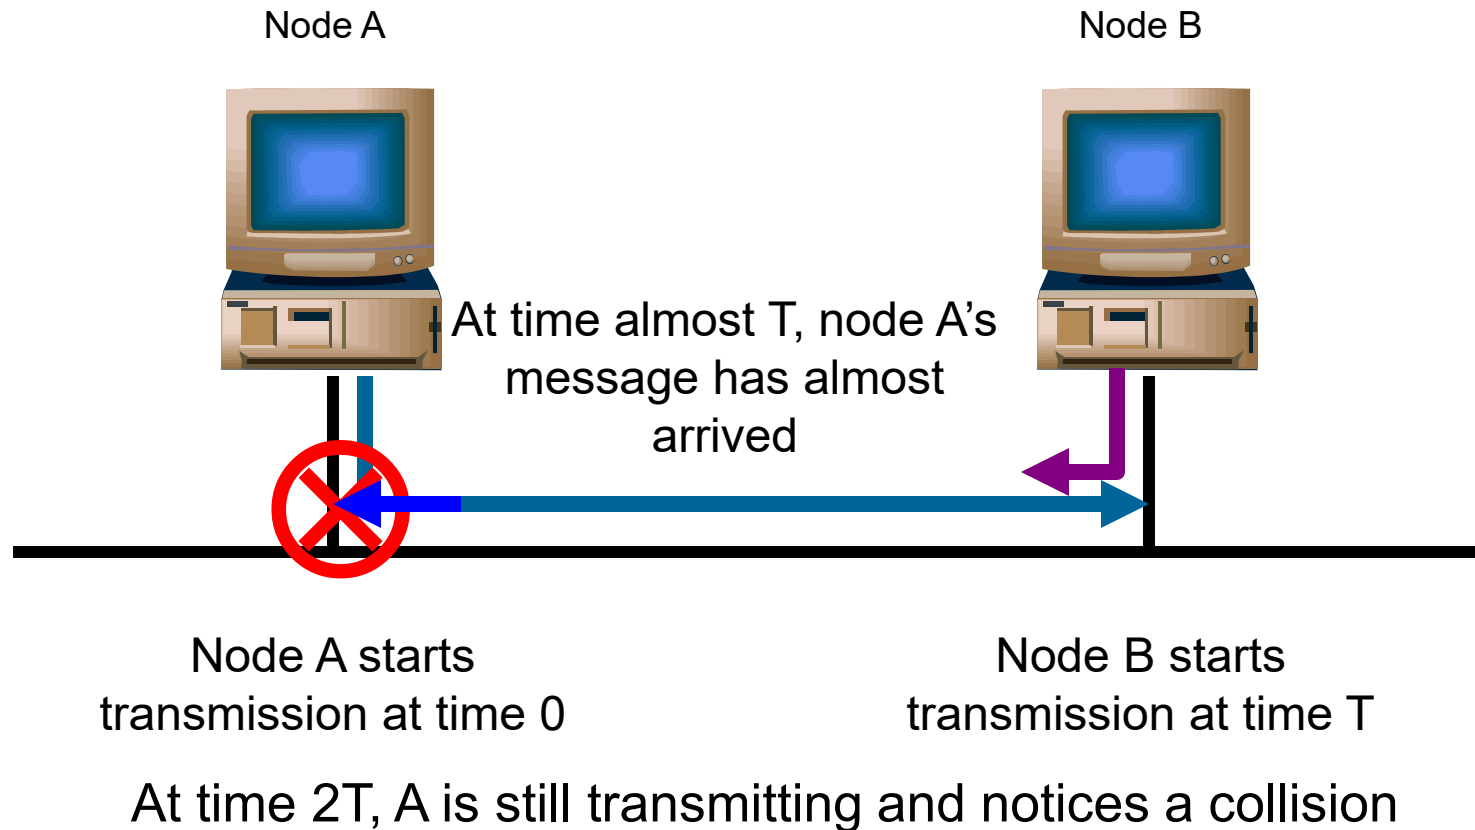 Node A
Node B
At time almost T, node A’s
message has almost
arrived
Node A starts
transmission at time 0
Node B starts
transmission at time T
At time 2T, A is still transmitting and notices a collision